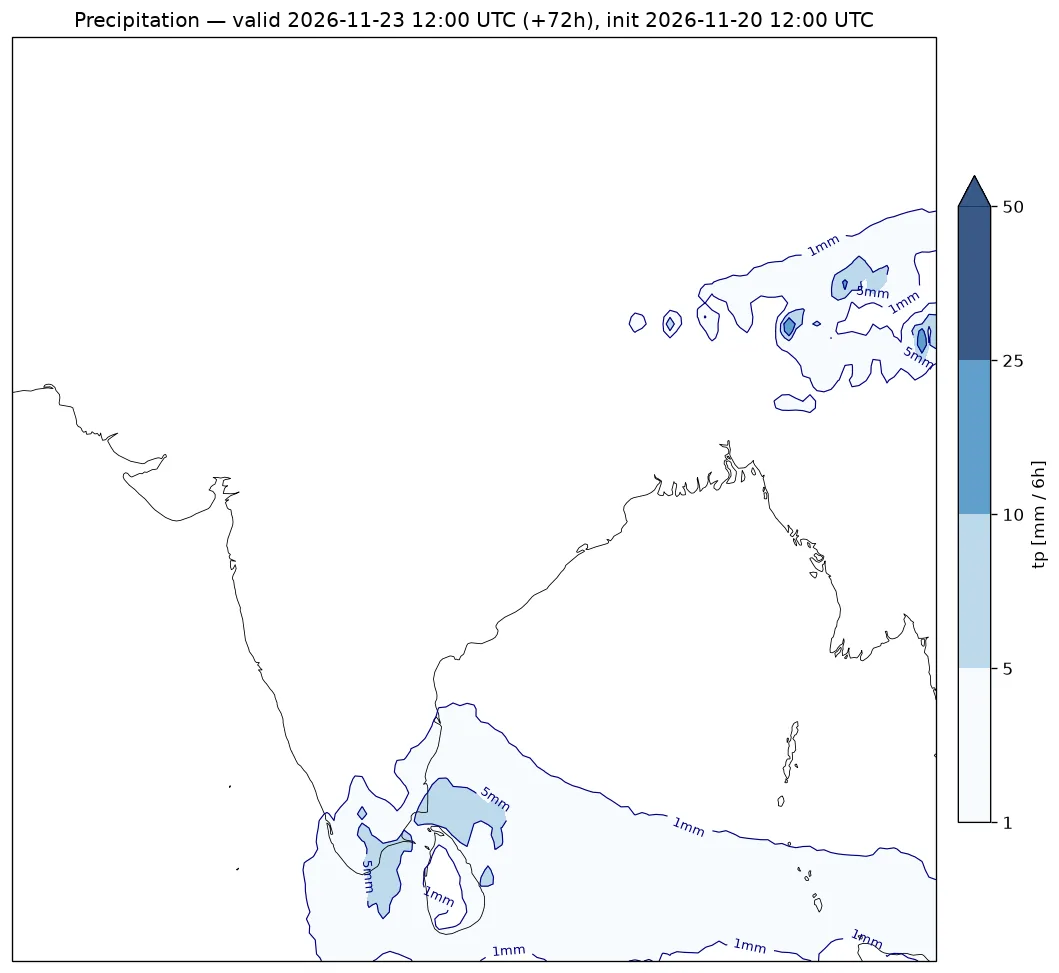 Precipitation — valid 2026-11-23 12:00 UTC (+72h), init 2026-11-20 12:00 UTC
1mm
5mm
1mm
5mm
5mm
1mm
5mm
1mm
1mm
1mm
1mm
50
25
10
5
1
tp [mm / 6h]